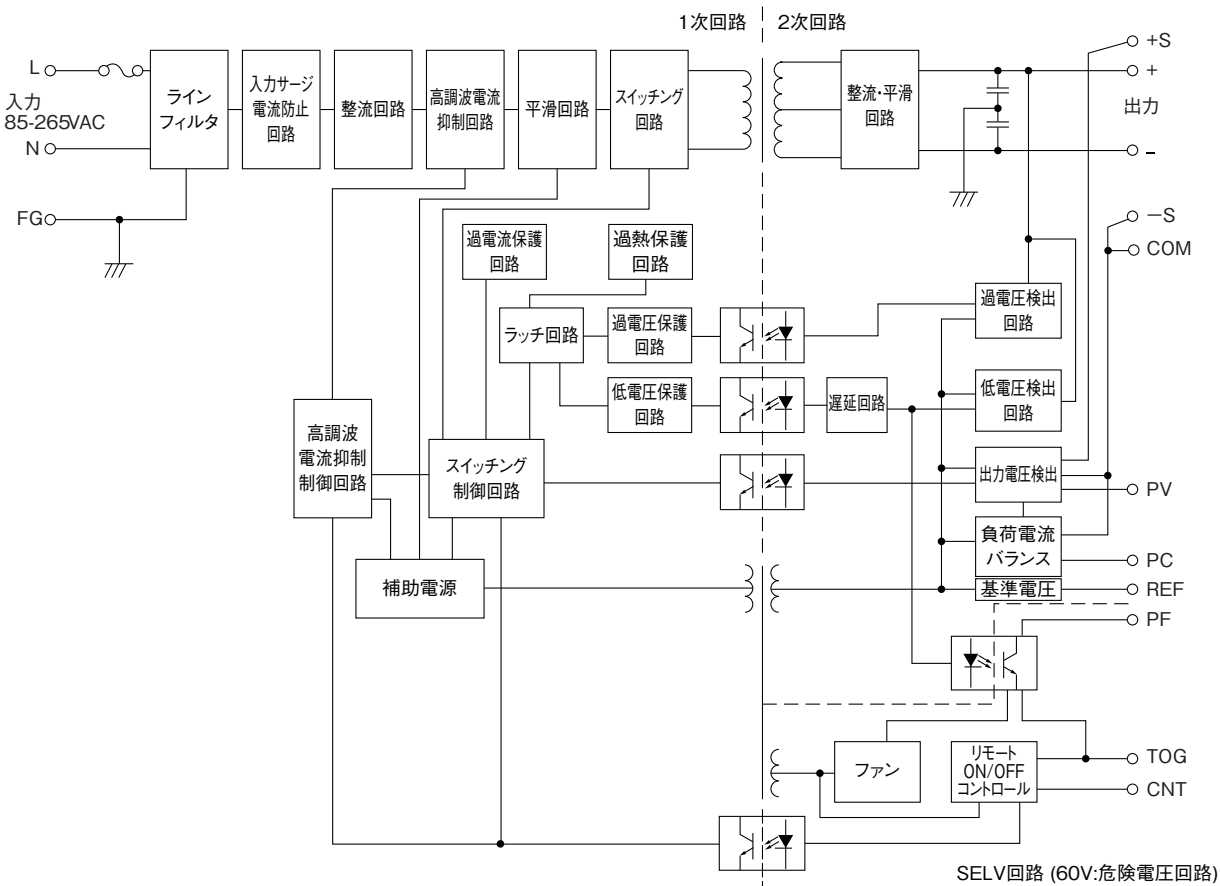 1次回路
2次回路
+S
+
出力
−
L
入力
85-265VAC
N
FG
ライン
フィルタ
入力サージ
電流防止
回路
整流回路
高調波電流
抑制回路
平滑回路
スイッチング
回路
整流・平滑
回路
−S
COM
過電流保護
回路
過熱保護
回路
ラッチ回路
過電圧保護
回路
過電圧検出
回路
低電圧保護
回路
遅延回路
低電圧検出
回路
高調波
電流抑制
制御回路
スイッチング
制御回路
出力電圧検出
PV
負荷電流
バランス
PC
補助電源
基準電圧
REF
PF
ファン
リモート
ON/OFF
コントロール
TOG
CNT
SELV回路 (60V:危険電圧回路)